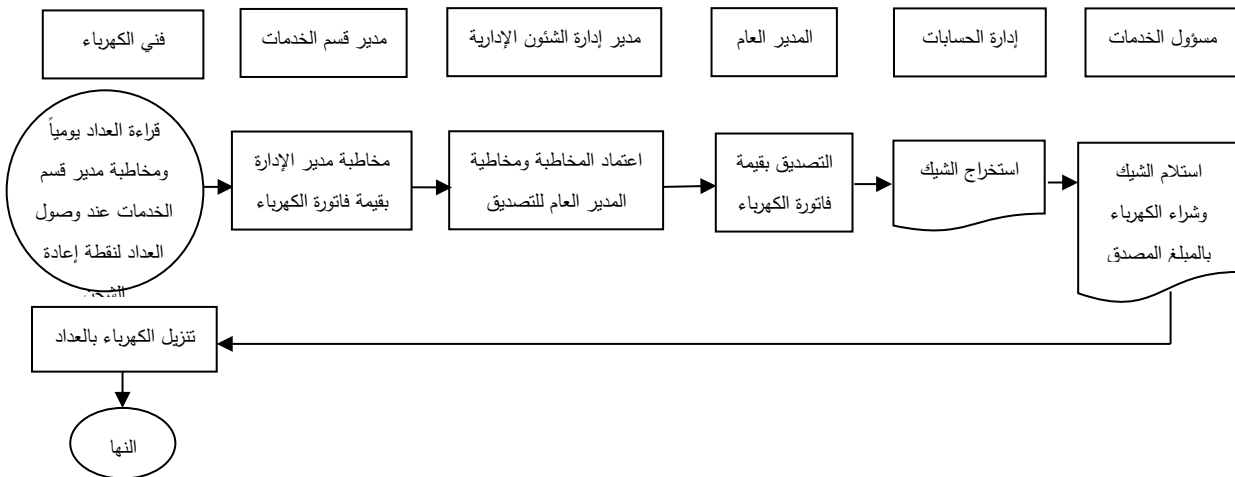 فني الكهرباء
مدير قسم الخدمات
مدير إدارة الشئون الإدارية
المدير العام
إدارة الحسابات
مسؤول الخدمات
قراءة العداد يومياً
ومخاطبة مدير قسم
الخدمات عند وصول
العداد لنقطة إعادة
الشحن
مخاطبة مدير الإدارة
بقيمة فاتورة الكهرباء
اعتماد المخاطبة ومخاطبة
المدير العام للتصديق
التصديق بقيمة
فاتورة الكهرباء
استخراج الشيك
استلام الشيك
وشراء الكهرباء
بالمبلغ المصدق
تنزيل الكهرباء بالعداد
النها